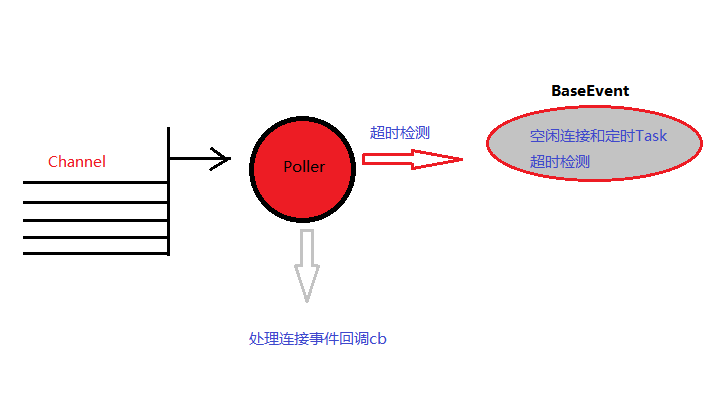 BaseEvent
超时检测
空闲连接和定时Task
超时检测
Channel
Poller
处理连接事件回调cb